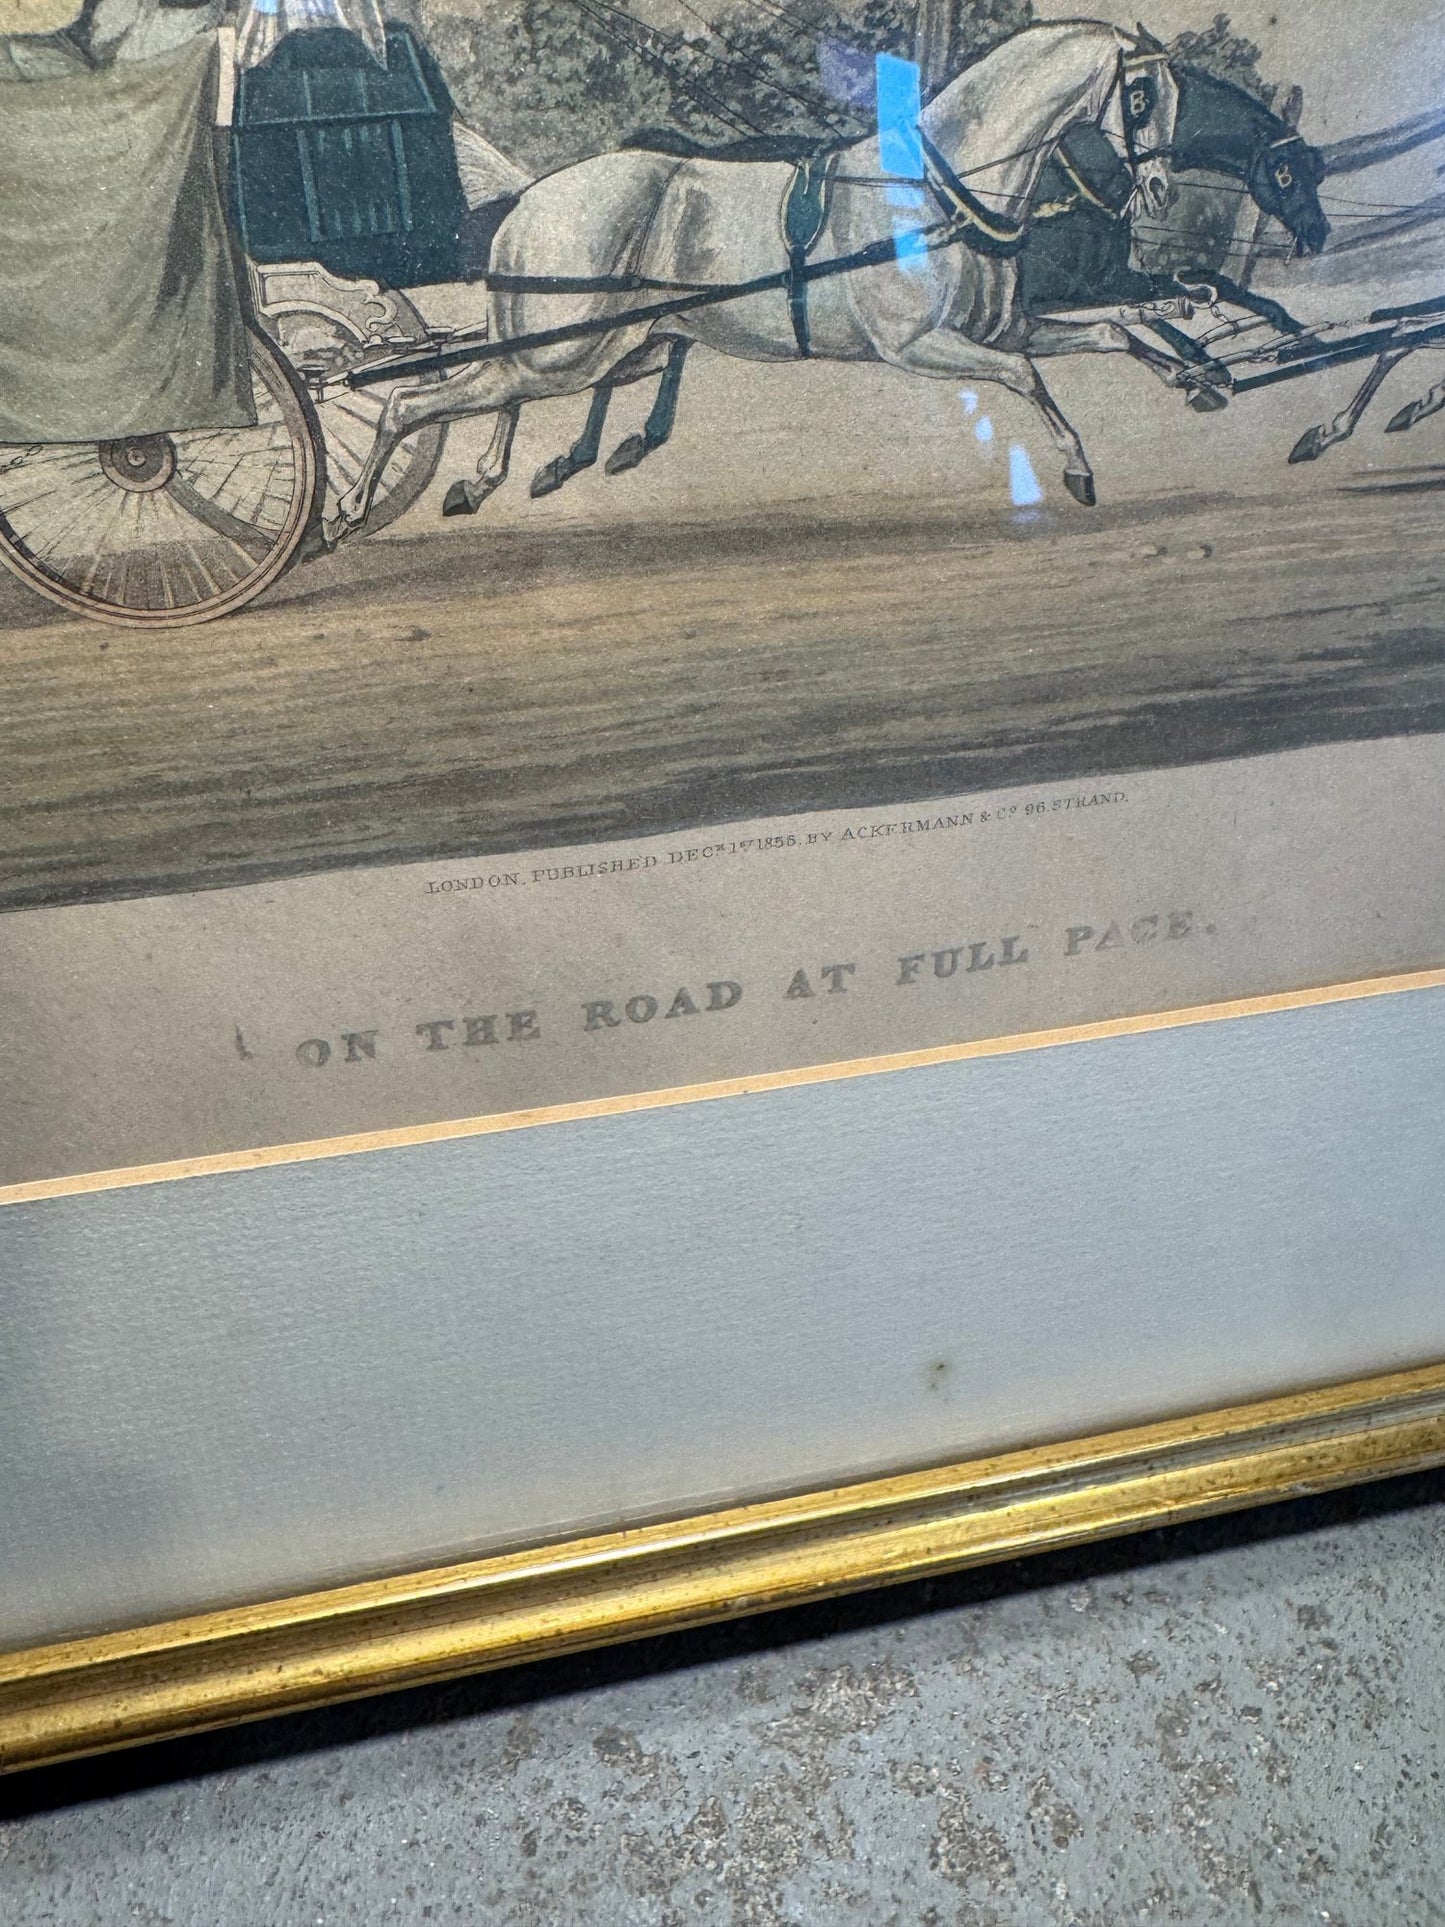 B
B
LONDON. PUBLISHED DECR 1ST 1856, BY ACKERMANN & CO 96 STRAND.
ON THE ROAD AT FULL PACE.